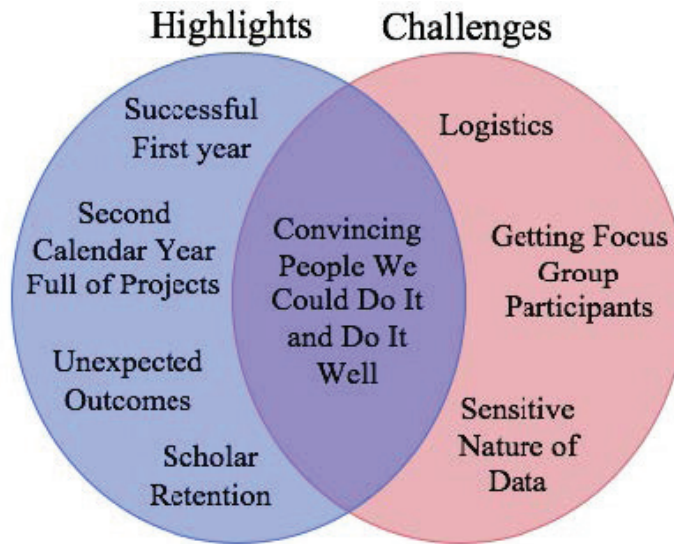 Highlights
Challenges
Successful
First year
Second
Calendar Year
Full of Projects
Unexpected
Outcomes
Scholar
Retention
Convincing
People We
Could Do It
and Do It
Well
Logistics
Getting Focus
Group
Participants
Sensitive
Nature of
Data